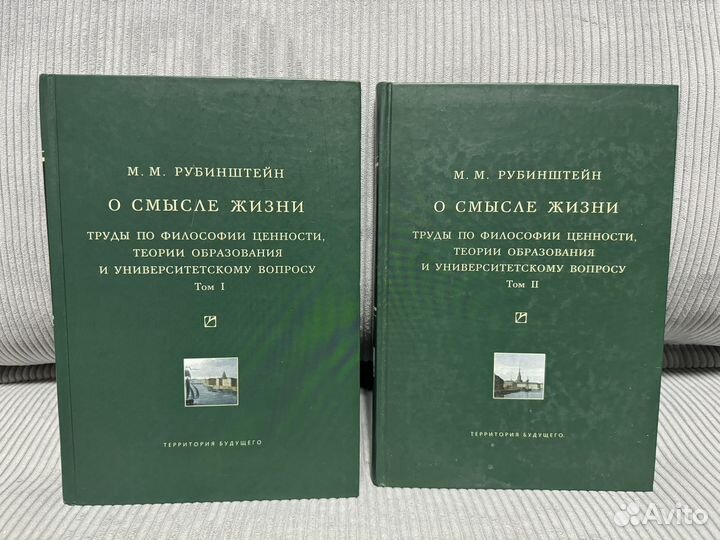 М. М. РУБИНШТЕЙН
О СМЫСЛЕ ЖИЗНИ
ТРУДЫ ПО ФИЛОСОФИИ ЦЕННОСТИ,
ТЕОРИИ ОБРАЗОВАНИЯ
И УНИВЕРСИТЕТСКОМУ ВОПРОСУ
Том I
ТЕРРИТОРИЯ БУДУЩЕГО
М. М. РУБИНШТЕЙН
О СМЫСЛЕ ЖИЗНИ
ТРУДЫ ПО ФИЛОСОФИИ ЦЕННОСТИ,
ТЕОРИИ ОБРАЗОВАНИЯ
И УНИВЕРСИТЕТСКОМУ ВОПРОСУ
Том II
ТЕРРИТОРИЯ БУДУЩЕГО
Avito